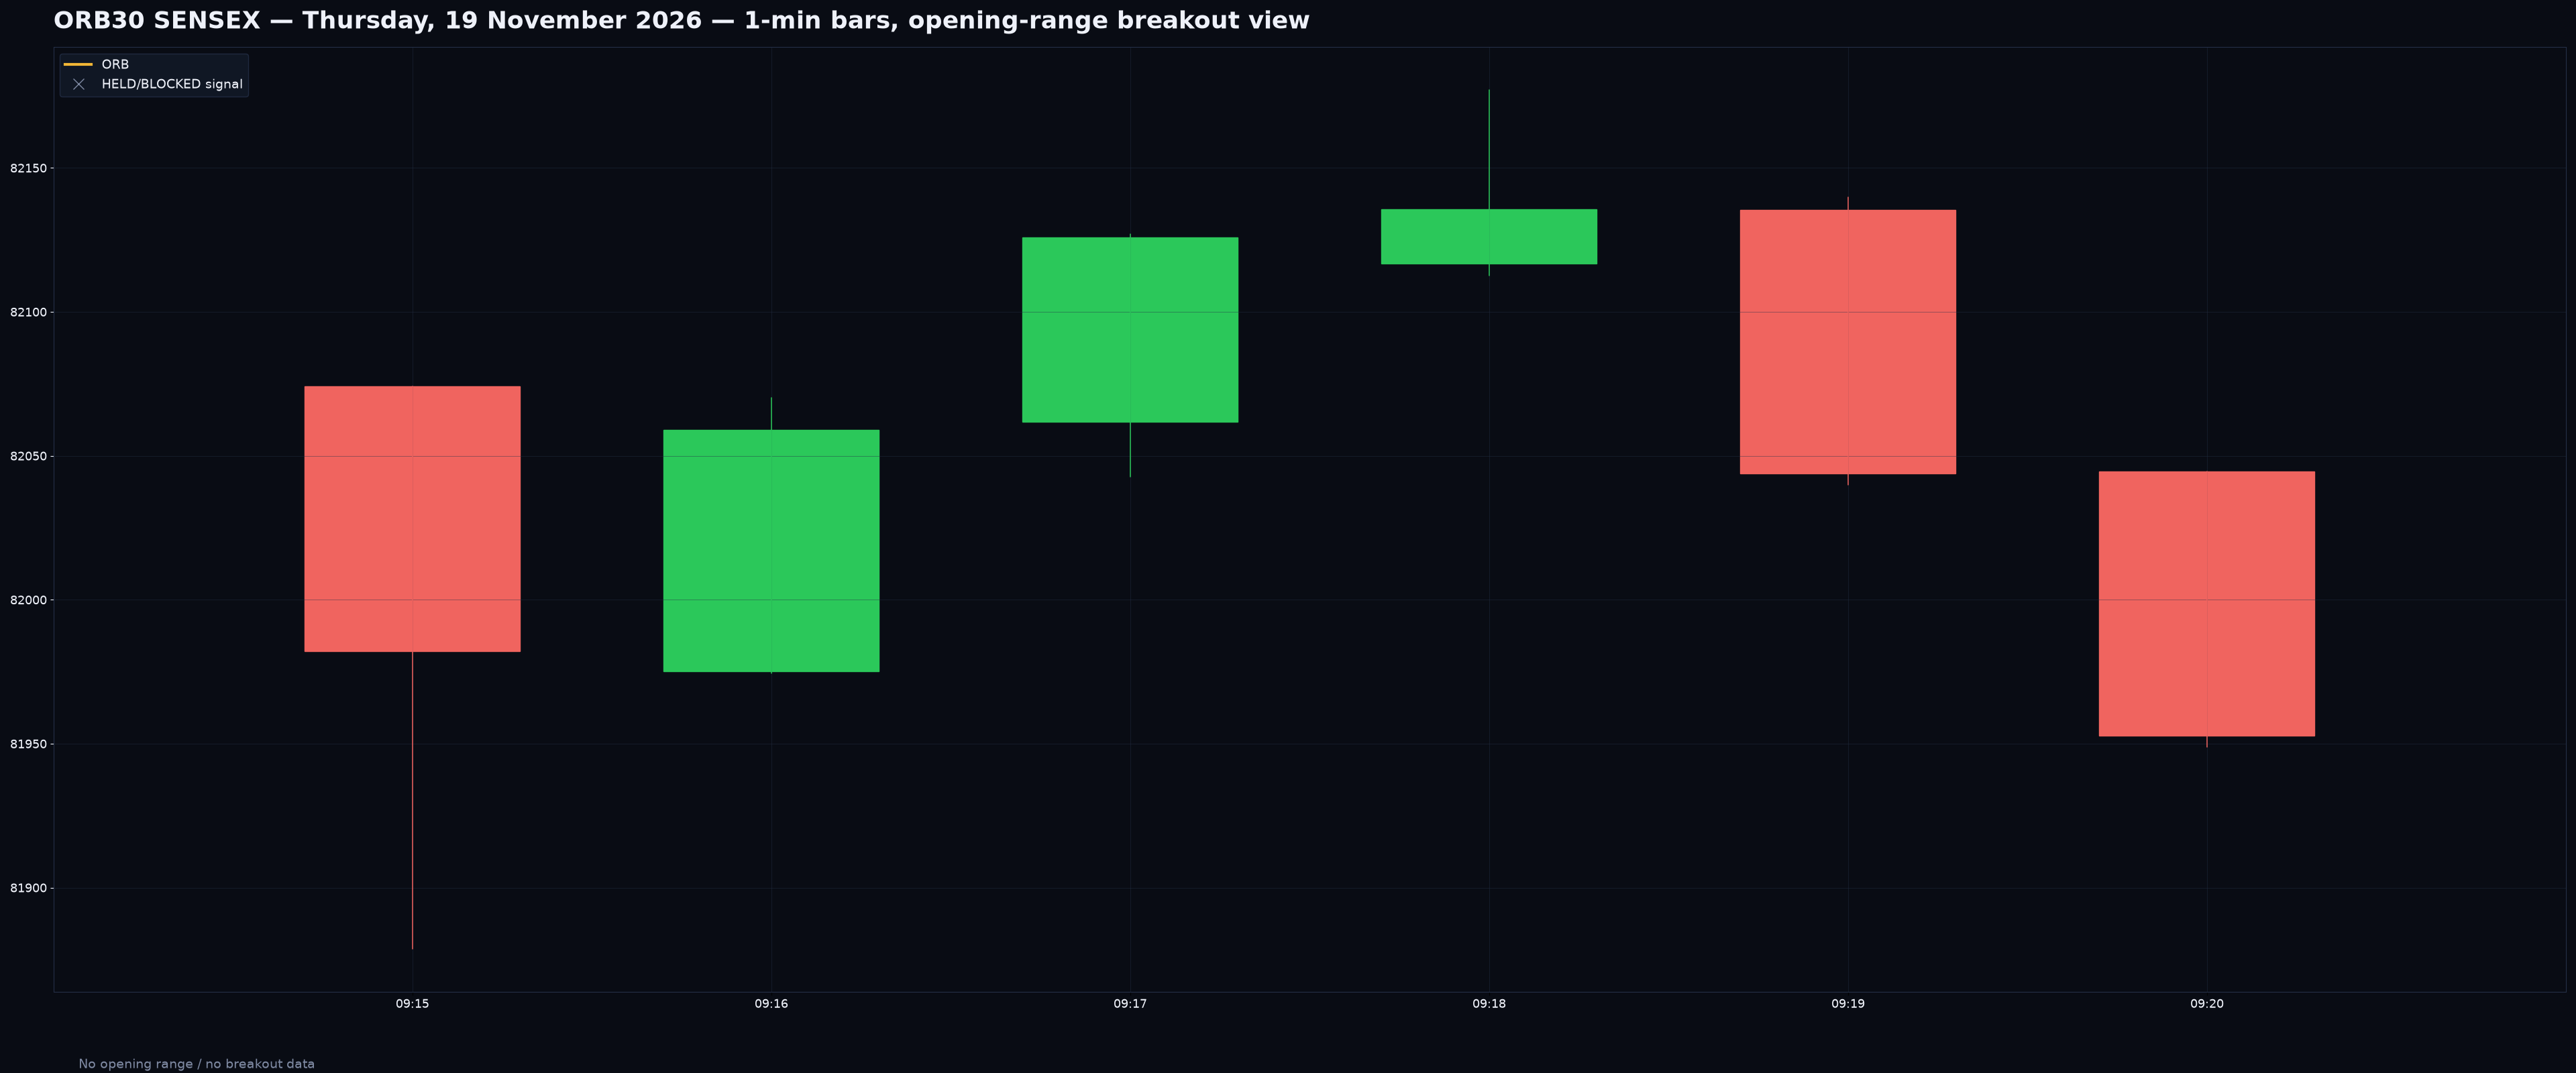 ORB30 SENSEX — Thursday, 19 November 2026 — 1-min bars, opening-range breakout view
ORB
HELD/BLOCKED signal
82150
82100
82050
82000
81950
81900
09:15 09:16 09:17 09:18 09:19 09:20
No opening range / no breakout data